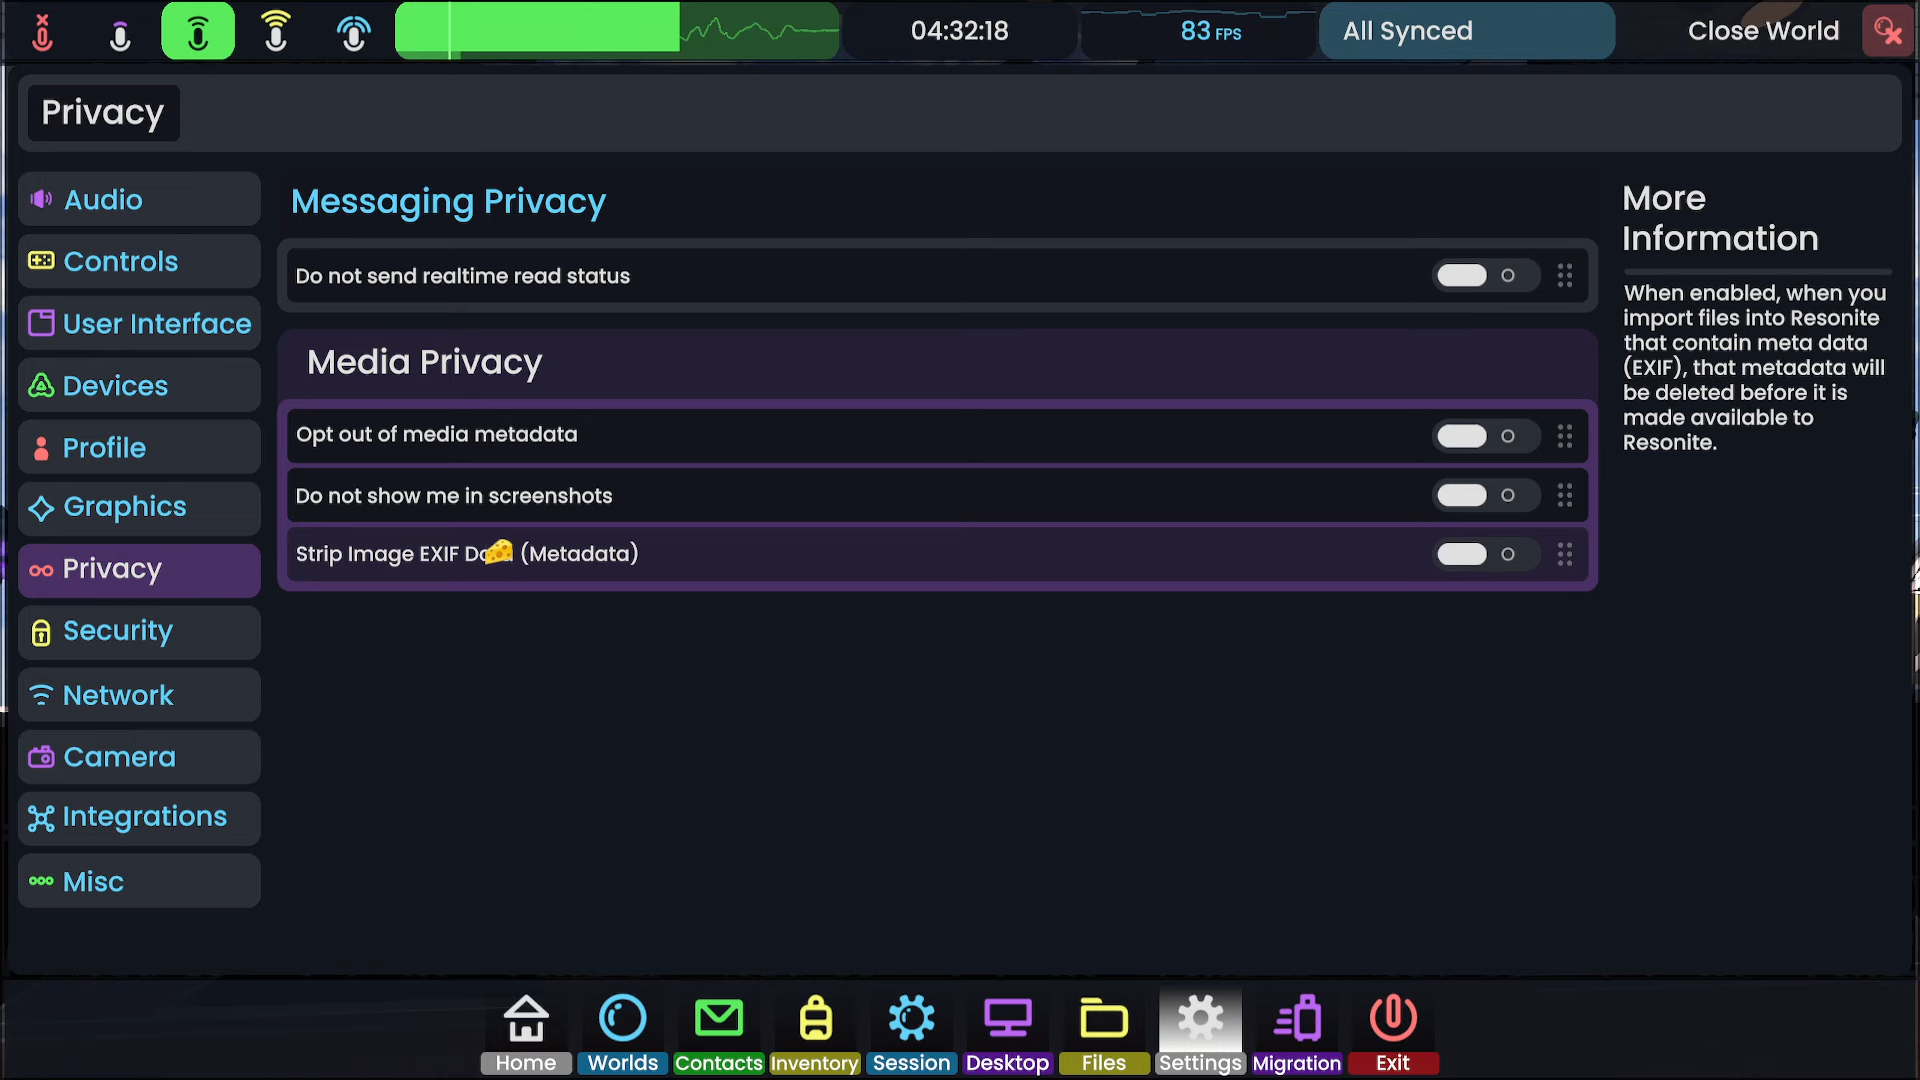 04:32:18
83 FPS
All Synced
Close World
Privacy
Audio
Controls
User Interface
Devices
Profile
Graphics
Privacy
Security
Network
Camera
Integrations
Misc
Messaging Privacy
Do not send realtime read status
Media Privacy
Opt out of media metadata
Do not show me in screenshots
Strip Image EXIF (Metadata)
More
Information
When enabled, when you
import files into Resonite
that contain meta data
(EXIF), that metadata will
be deleted before it is
made available to
Resonite.
Home
Worlds
Contacts
Inventory
Session
Desktop
Files
Settings
Migration
Exit